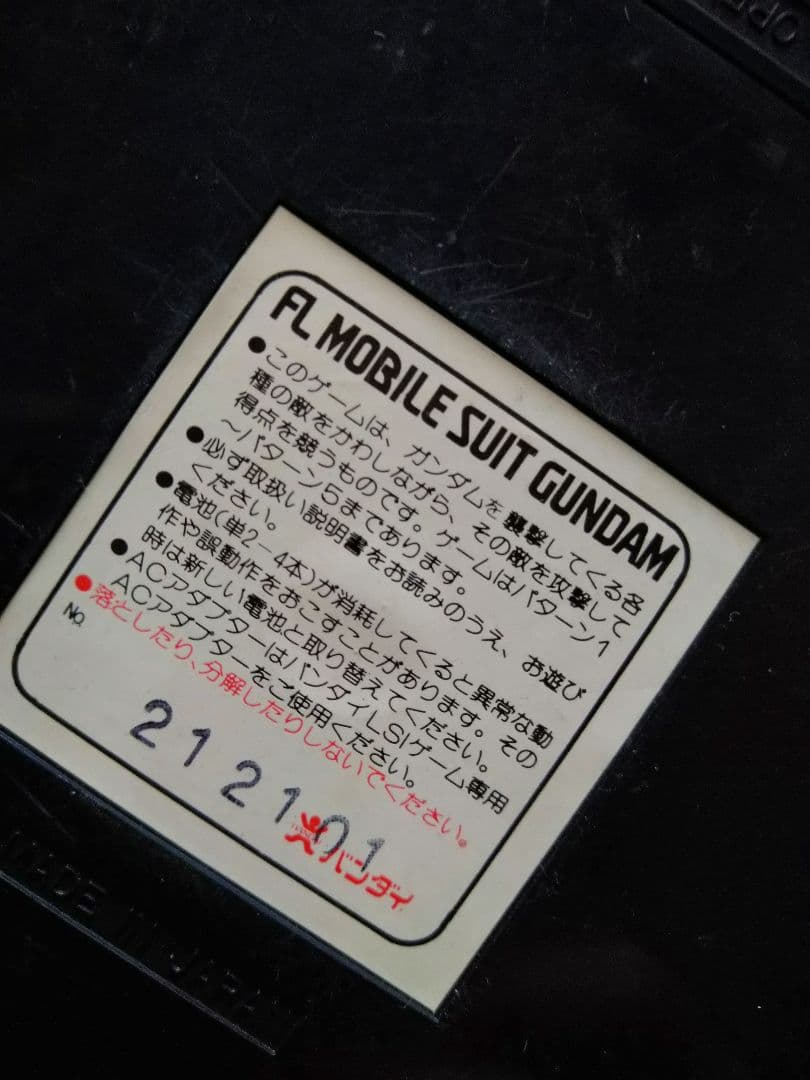 OPE
FL MOBILE SUIT GUNDAM
●このゲームは、ガンダムを襲撃してくる各
種の敵をかわしながら、その敵を攻撃して
得点を競うものです。ゲームはパターン1
〜パターン5まであります。
●必ず取扱い説明書をお読みのうえ、お遊び
ください。
●電池(単2−4本)が消耗してくると異常な動
作や誤動作をおこすことがあります。その
時は新しい電池と取り替えてください。
●ACアダプターはバンダイLSIゲーム専用
ACアダプターをご使用ください。
●落としたり、分解したりしないでください。
No.
212101
バンダイ
MADE IN JAPAN